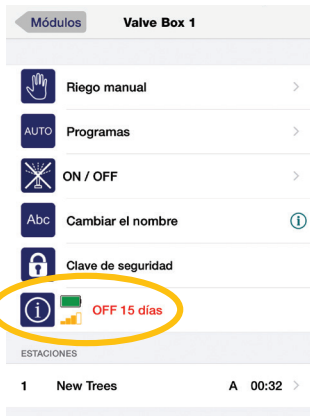 Módulos Valve Box 1
Riego manual
AUTO Programas
ON / OFF
Abc Cambiar el nombre
Clave de seguridad
OFF 15 días
ESTACIONES
1 New Trees A 00:32